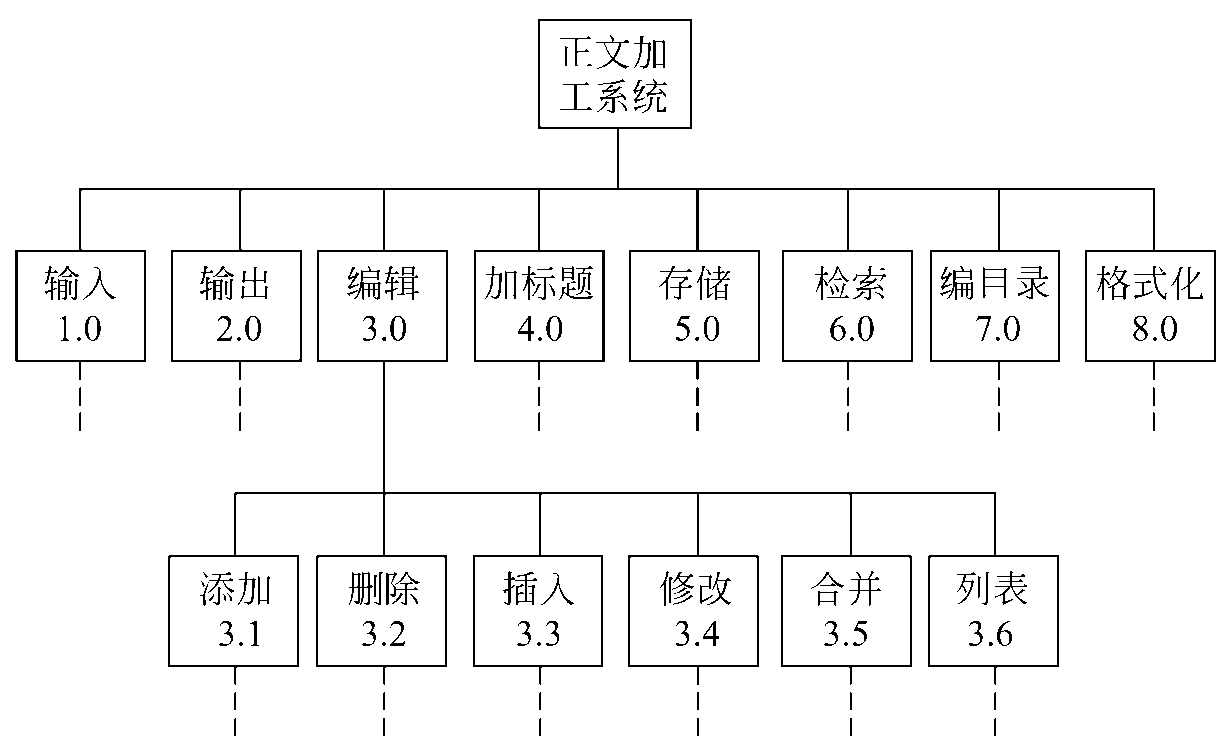 正文加
工系统
输入
1.0
输出
2.0
编辑
3.0
加标题
4.0
存储
5.0
检索
6.0
编目录
7.0
格式化
8.0
添加
3.1
删除
3.2
插入
3.3
修改
3.4
合并
3.5
列表
3.6